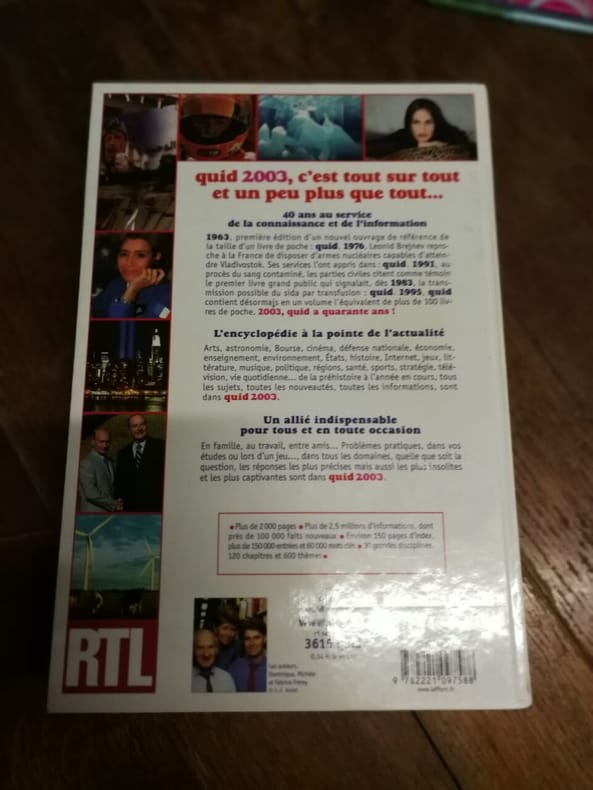 quid 2003, c'est tout sur tout
et un peu plus que tout...
40 ans au service
de la connaissance et de l'information
1963, première édition d'un nouvel ouvrage de référence de
la taille d'un livre de poche : quid. 1976, Leonid Brejnev repro-
che à la France de disposer d'armes nucléaires capables d'attein-
dre Vladivostok. Ses services l'ont appris dans : quid. 1991, au
procès du sang contaminé, les parties civiles citent comme témoin
le premier livre grand public qui signalait, dès 1983, la trans-
mission possible du sida par transfusion : quid. 1995, quid
contient désormais en un volume l'équivalent de plus de 100 liv-
res de poche. 2003, quid a quarante ans !
L'encyclopédie à la pointe de l'actualité
Arts, astronomie, Bourse, cinéma, défense nationale, économie,
enseignement, environnement, États, histoire, Internet, jeux, lit-
térature, musique, politique, régions, santé, sports, stratégie, télé-
vision, vie quotidienne... de la préhistoire à l'année en cours, tous
les sujets, toutes les nouveautés, toutes les informations, sont
dans quid 2003.
Un allié indispensable
pour tous et en toute occasion
En famille, au travail, entre amis... Problèmes pratiques, dans vos
études ou lors d'un jeu..., dans tous les domaines, quelle que soit la
question, les réponses les plus précises mais aussi les plus insolites
et les plus captivantes sont dans quid 2003.
• Plus de 2 000 pages • Plus de 2,5 millions d'informations, dont
près de 100 000 faits nouveaux • Environ 150 pages d'index,
plus de 150 000 entrées et 80 000 mots clés • 30 grandes disciplines,
120 chapitres et 600 thèmes •
RTL
3615
Les auteurs,
Dominique, Michèle
et Fabrice Frémy
9 782221 097588
www.laffont.fr